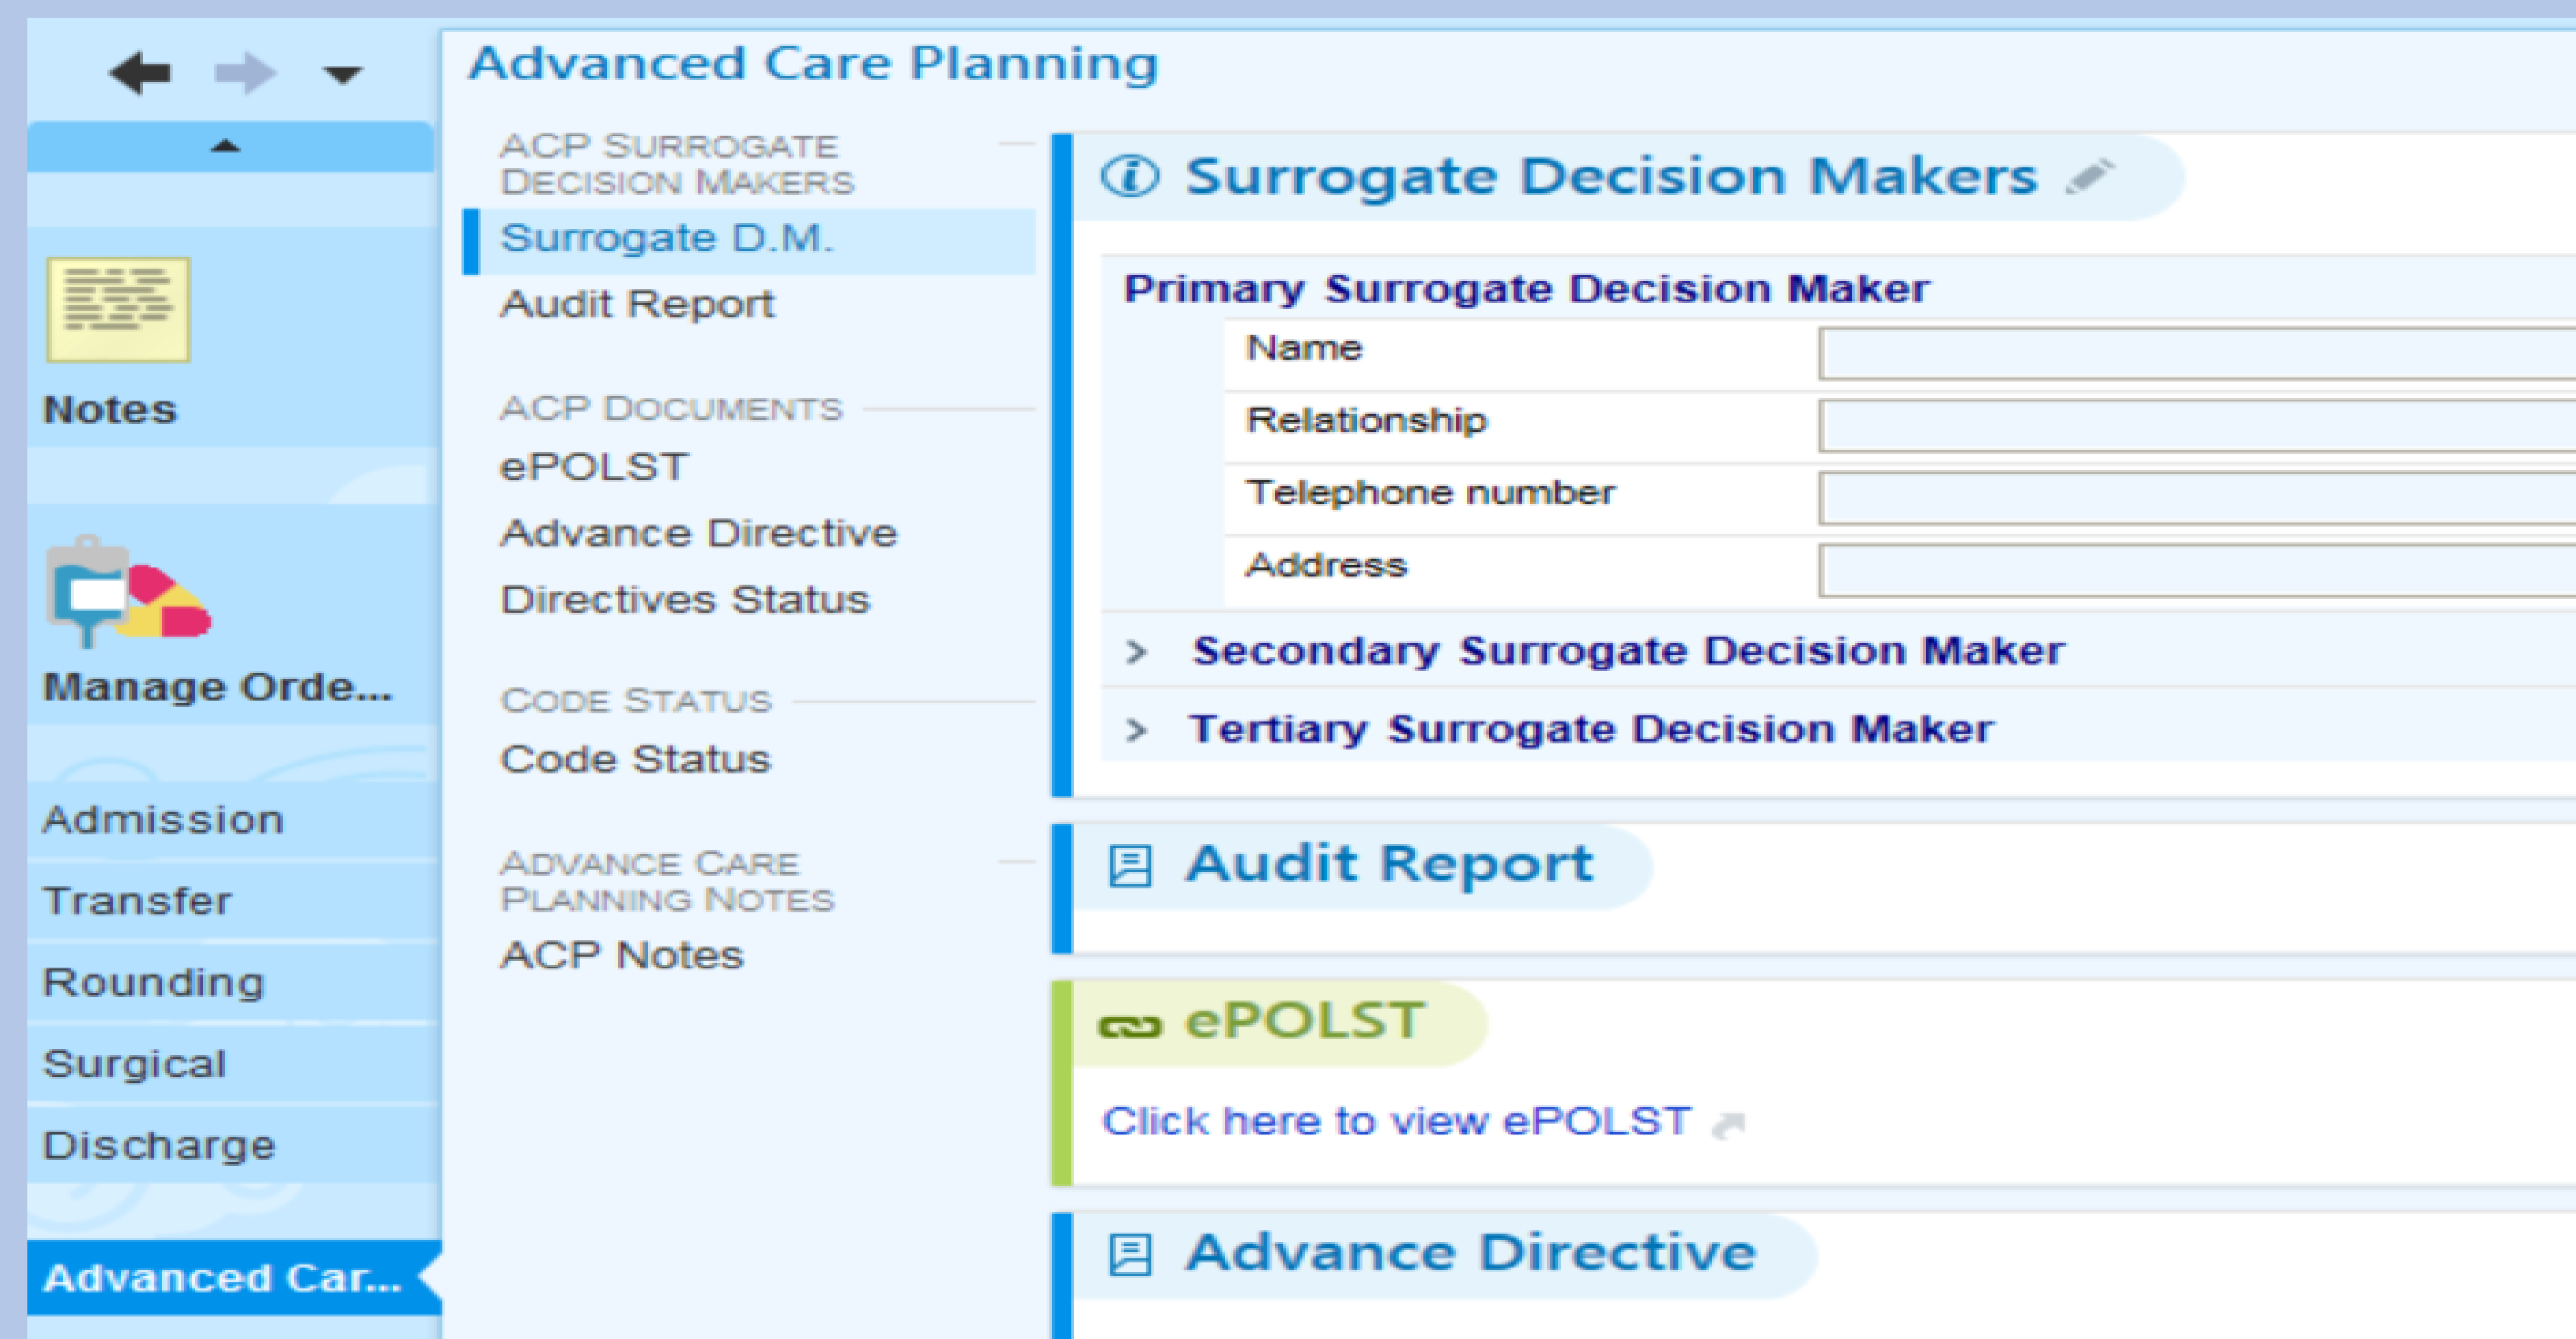 Advanced Care Planning
Notes
Manage Orde...
Admission
Transfer
Rounding
Surgical
Discharge
Advanced Car...
ACP SURROGATE
DECISION MAKERS
Surrogate D.M.
Audit Report
ACP DOCUMENTS
ePOLST
Advance Directive
Directives Status
CODE STATUS
Code Status
ADVANCE CARE
PLANNING NOTES
ACP Notes
Surrogate Decision Makers
Primary Surrogate Decision Maker
Name
Relationship
Telephone number
Address
> Secondary Surrogate Decision Maker
> Tertiary Surrogate Decision Maker
Audit Report
ePOLST
Click here to view ePOLST
Advance Directive